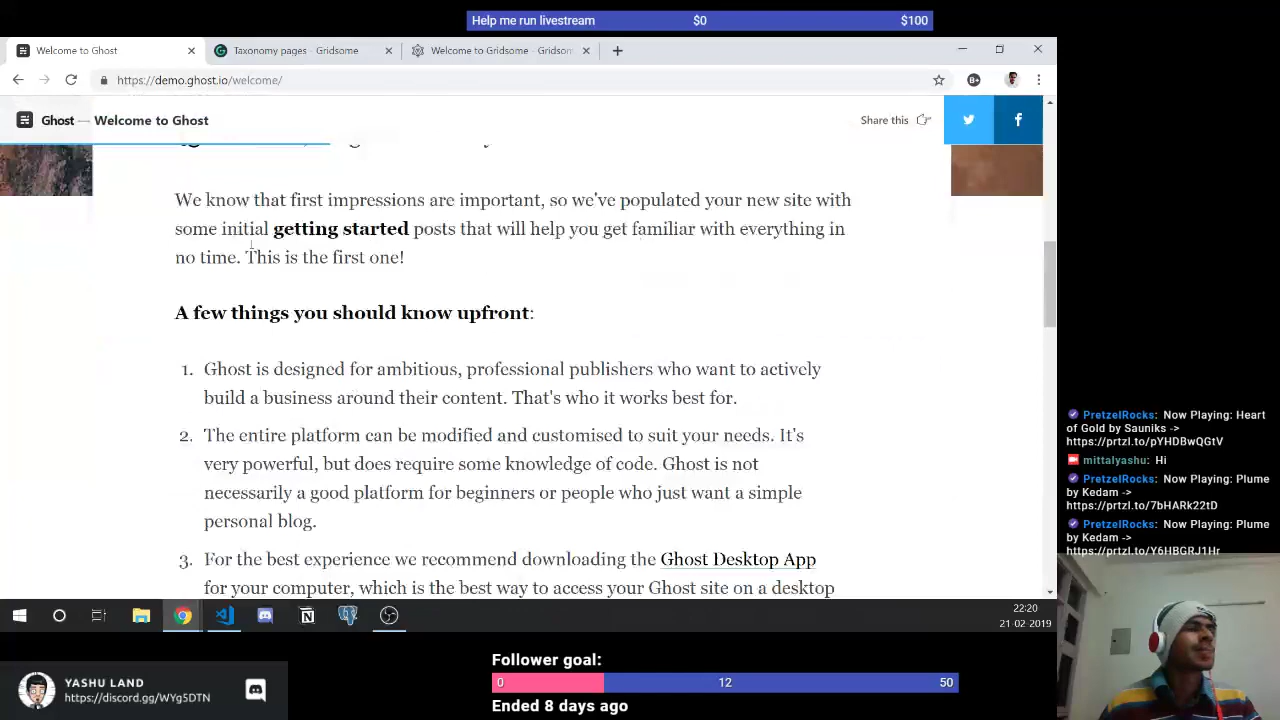 Help me run livestream $0 $100
Welcome to Ghost
Taxonomy pages - Gridsome
Welcome to Gridsome - Gridsom
https://demo.ghost.io/welcome/
Ghost — Welcome to Ghost
Share this
We know that first impressions are important, so we've populated your new site with
some initial getting started posts that will help you get familiar with everything in
no time. This is the first one!
A few things you should know upfront:
1. Ghost is designed for ambitious, professional publishers who want to actively
build a business around their content. That's who it works best for.
2. The entire platform can be modified and customised to suit your needs. It's
very powerful, but does require some knowledge of code. Ghost is not
necessarily a good platform for beginners or people who just want a simple
personal blog.
3. For the best experience we recommend downloading the Ghost Desktop App
for your computer, which is the best way to access your Ghost site on a desktop
PretzelRocks: Now Playing: Heart
of Gold by Sauniks ->
https://prtzl.to/pYHDBwQGtV
mittalyashu: Hi
PretzelRocks: Now Playing: Plume
by Kedam ->
https://prtzl.to/7bHARk22tD
PretzelRocks: Now Playing: Plume
by Kedam ->
https://prtzl.to/Y6HBGRJ1Hr
22:20
21-02-2019
YASHU LAND
https://discord.gg/WYg5DTN
Follower goal:
0 12 50
Ended 8 days ago